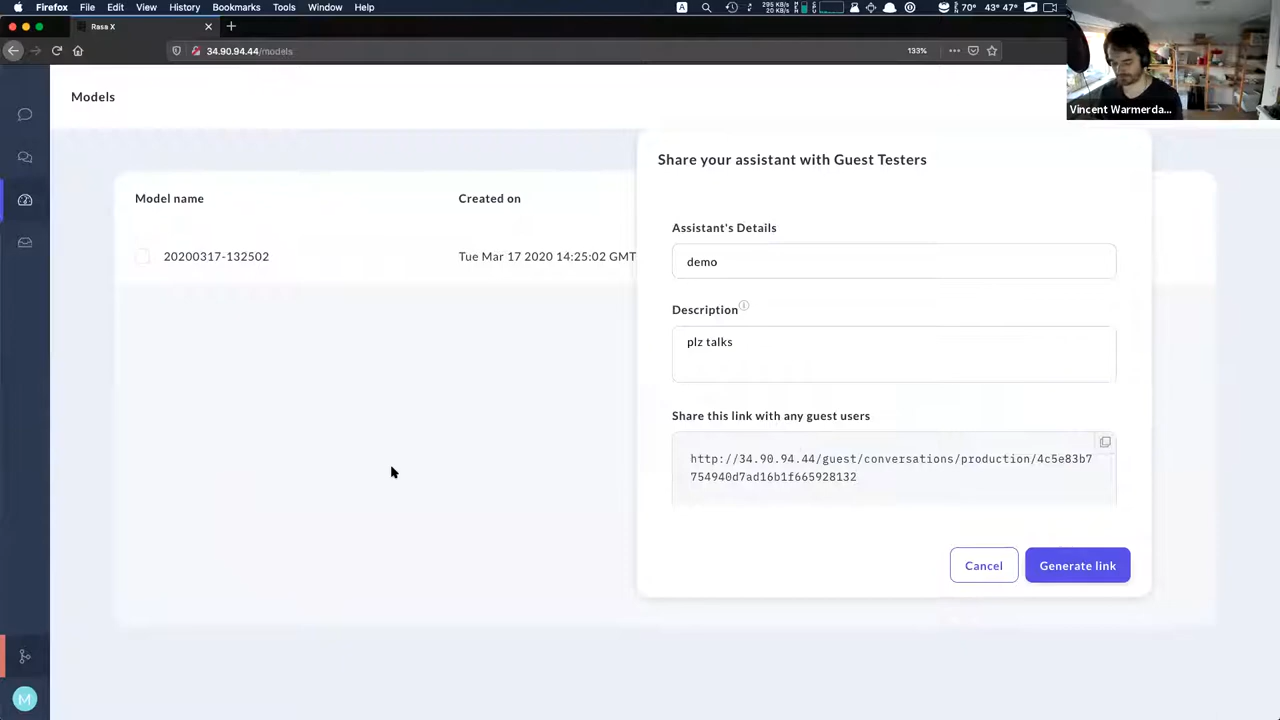 Firefox File Edit View History Bookmarks Tools Window Help
70° 43° 47°
Rasa X
34.90.94.44/models
133%
Models
Vincent Warmerda...
Share your assistant with Guest Testers
Model name Created on
Assistant's Details
20200317-132502 Tue Mar 17 2020 14:25:02 GMT
demo
Description
plz talks
Share this link with any guest users
http://34.90.94.44/guest/conversations/production/4c5e83b7
754940d7ad16b1f665928132
Cancel Generate link
M